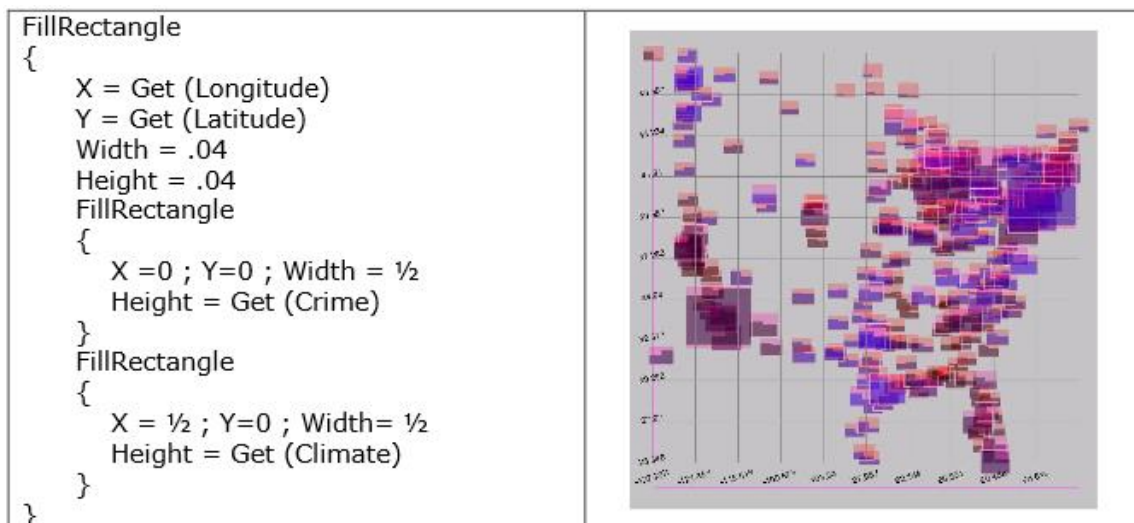 FillRectangle
{
X = Get (Longitude)
Y = Get (Latitude)
Width = .04
Height = .04
FillRectangle
{
X =0 ; Y=0 ; Width = ½
Height = Get (Crime)
}
FillRectangle
{
X = ½ ; Y=0 ; Width= ½
Height = Get (Climate)
}
}